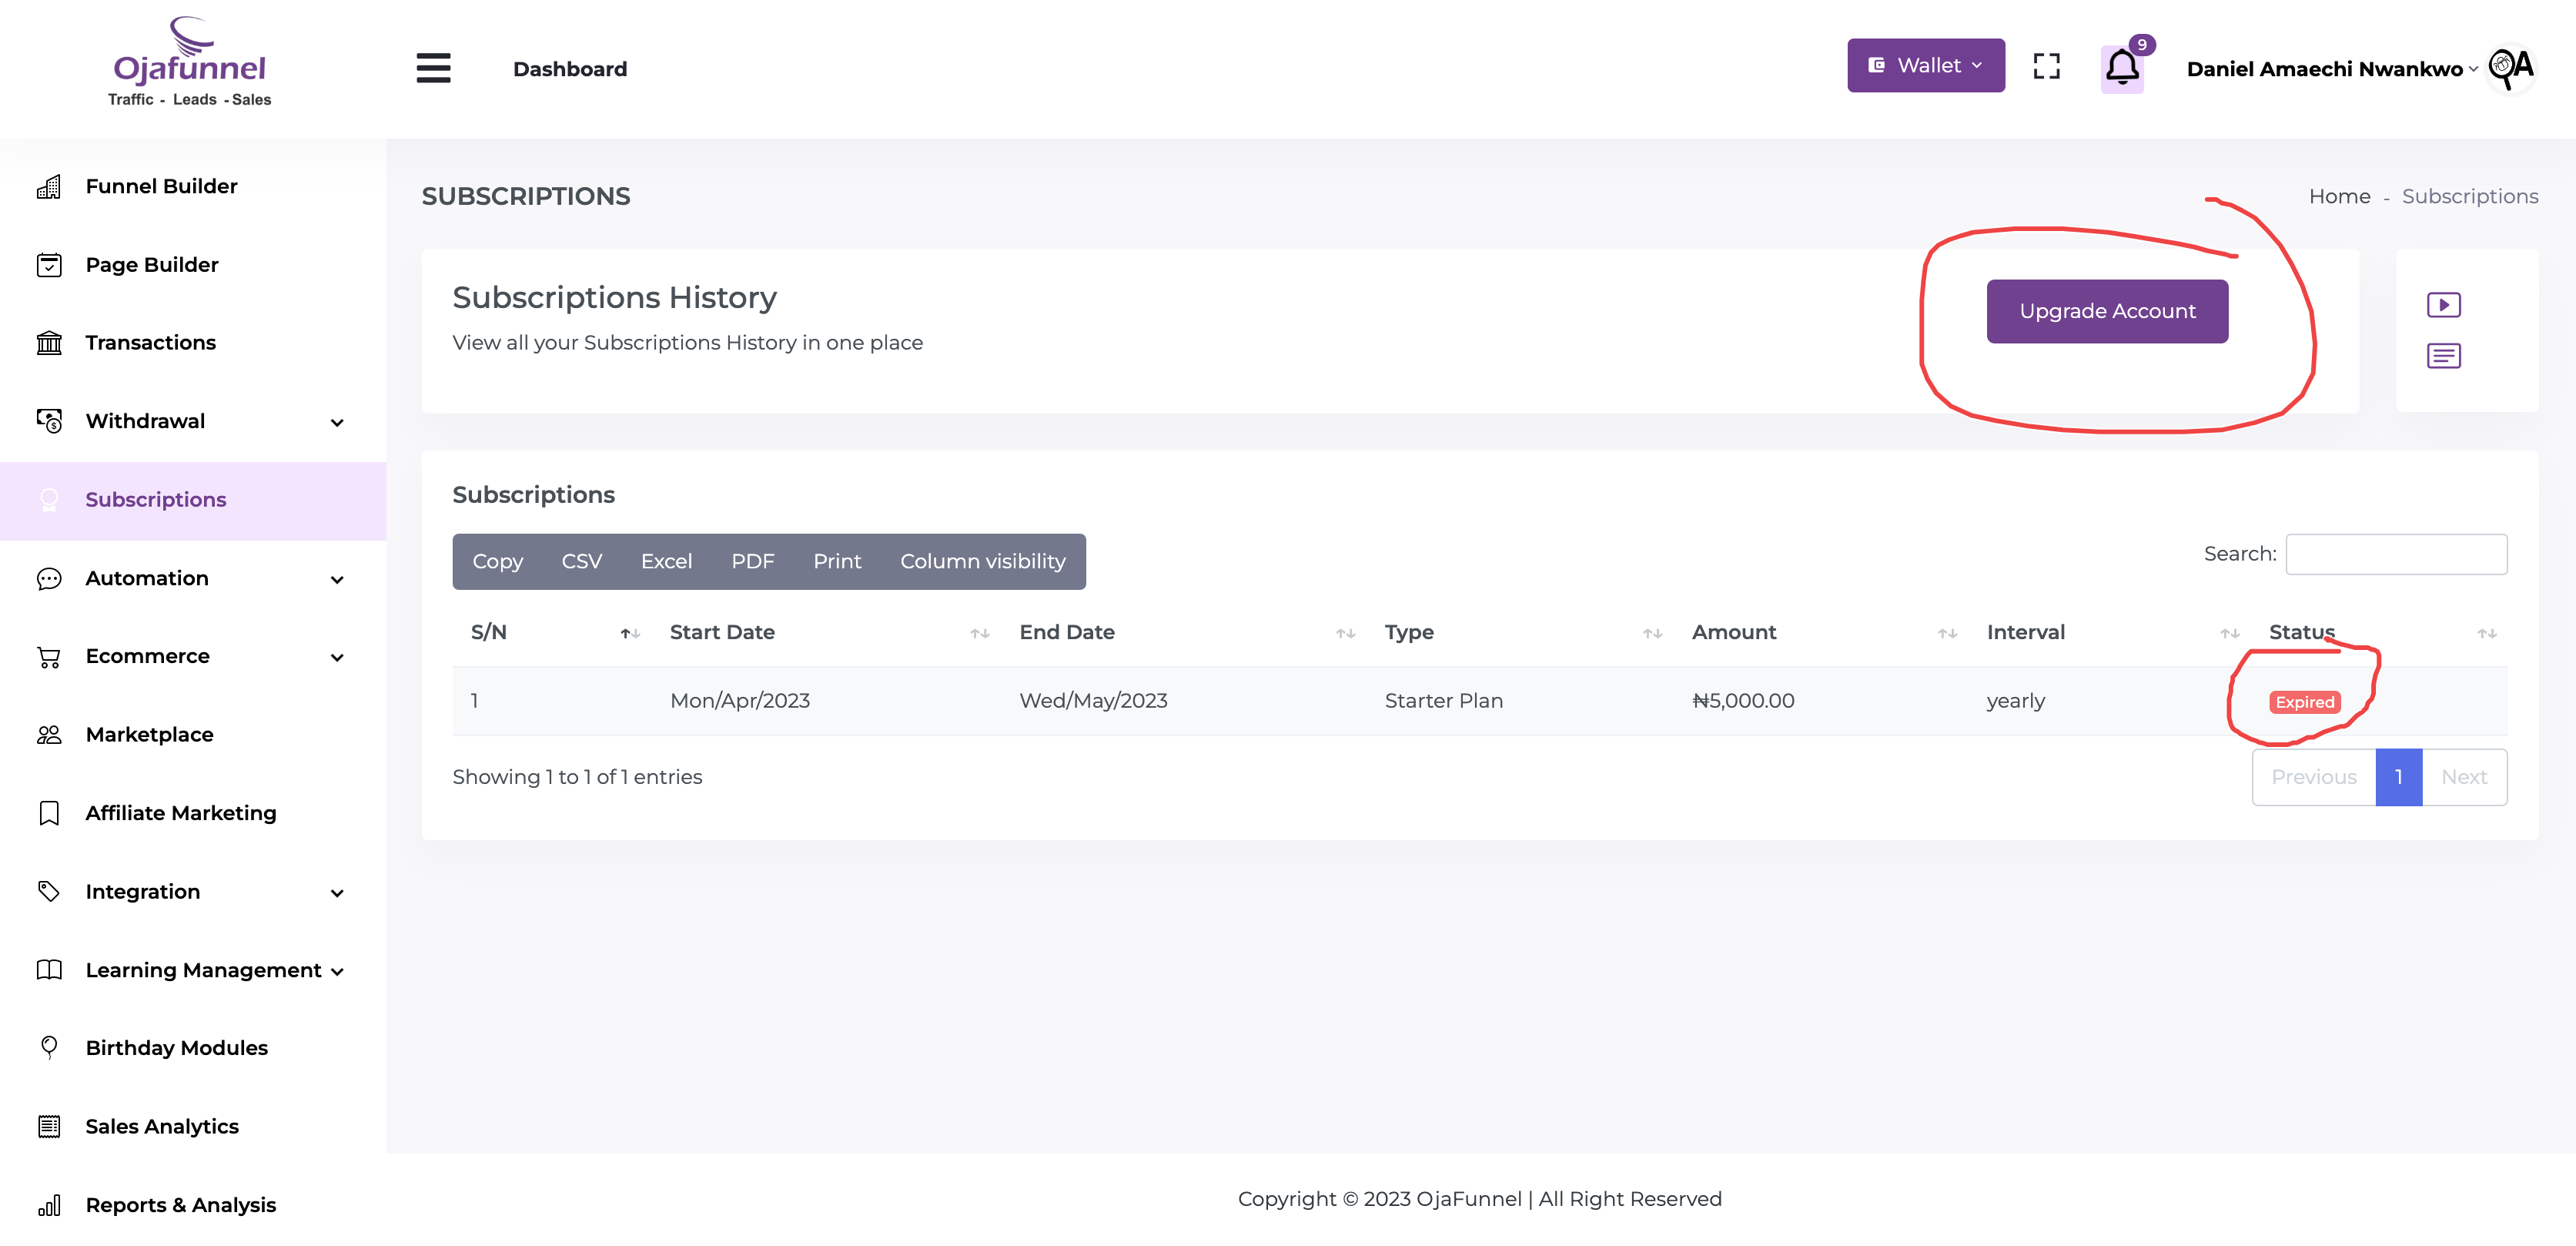 Ojafunnel
Traffic - Leads - Sales
Dashboard
Wallet
9
Daniel Amaechi Nwankwo
Funnel Builder
Page Builder
Transactions
Withdrawal
Subscriptions
Automation
Ecommerce
Marketplace
Affiliate Marketing
Integration
Learning Management
Birthday Modules
Sales Analytics
Reports & Analysis
SUBSCRIPTIONS
Home - Subscriptions
Subscriptions History
View all your Subscriptions History in one place
Upgrade Account
Subscriptions
Copy CSV Excel PDF Print Column visibility
Search:
S/N Start Date End Date Type Amount Interval Status
1 Mon/Apr/2023 Wed/May/2023 Starter Plan ₦5,000.00 yearly Expired
Showing 1 to 1 of 1 entries
Previous 1 Next
Copyright © 2023 OjaFunnel | All Right Reserved